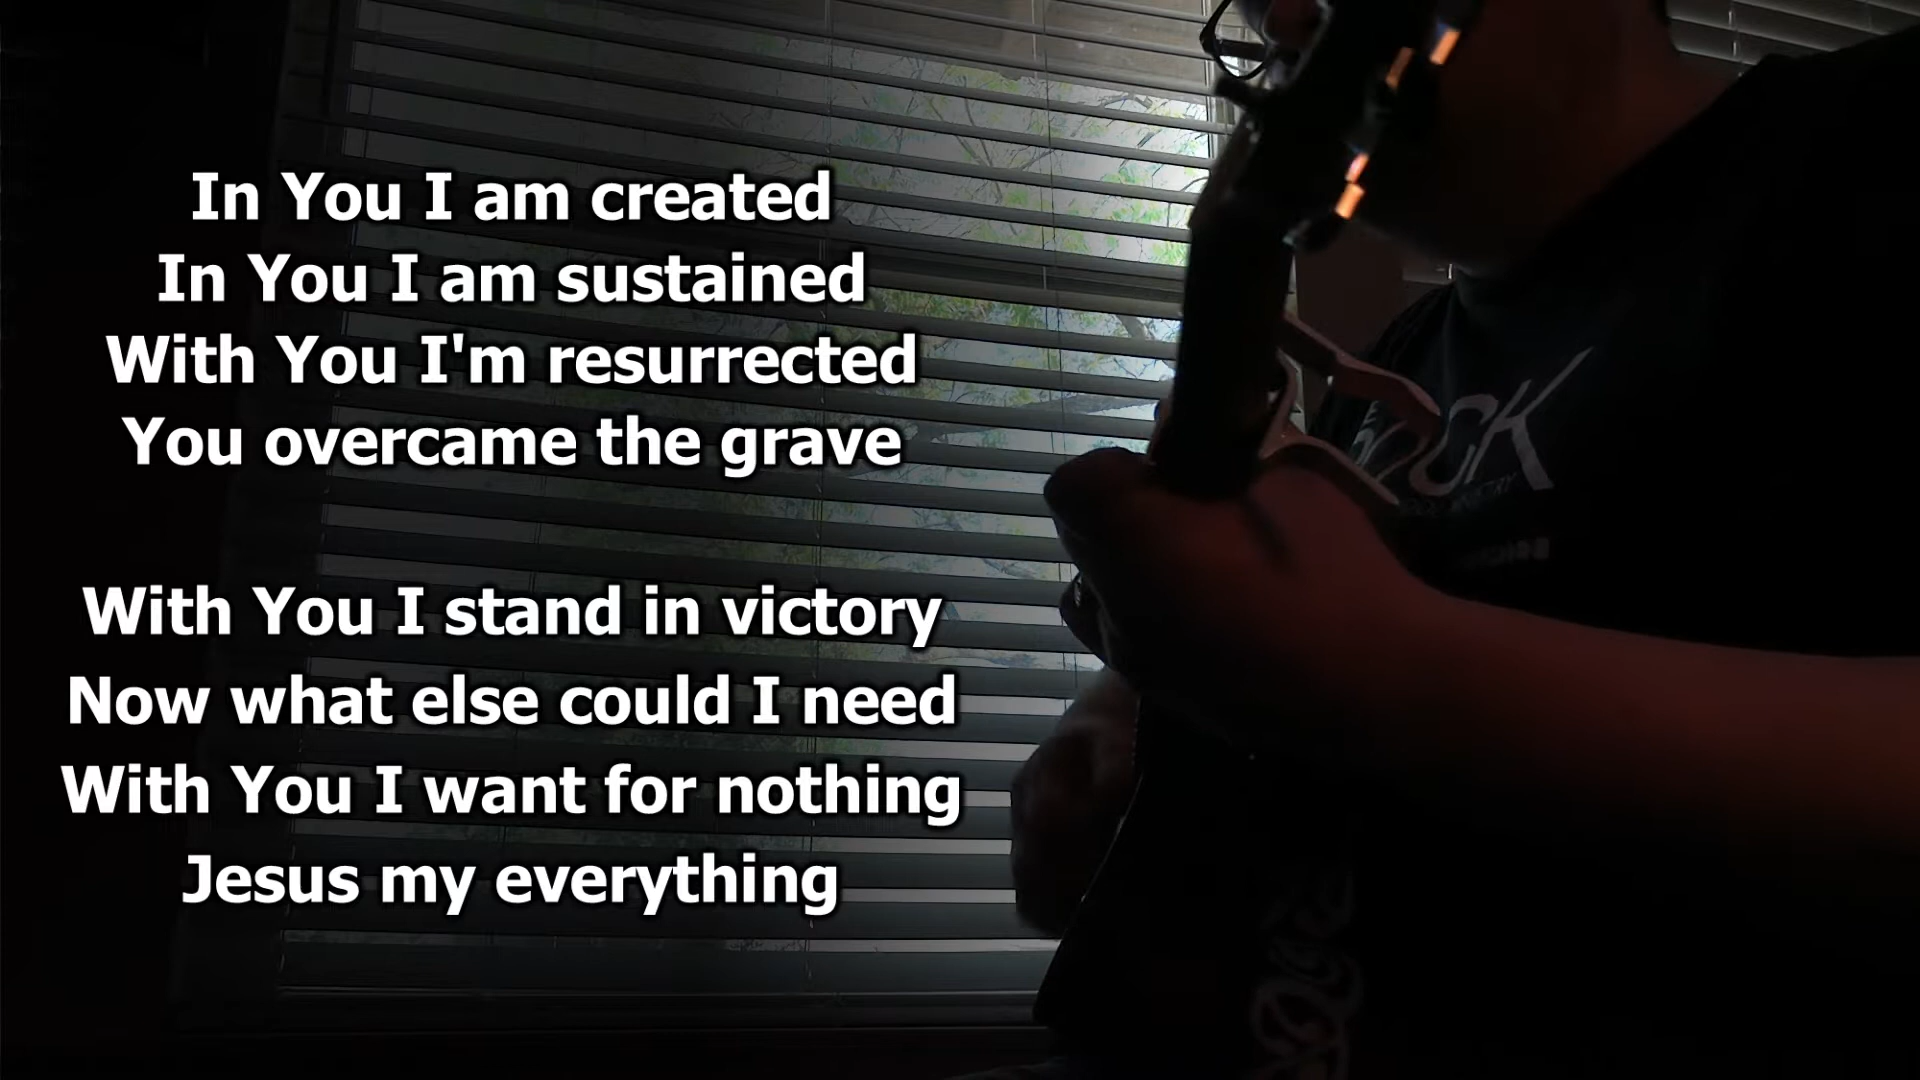 In You I am created
In You I am sustained
With You I'm resurrected
You overcame the grave
With You I stand in victory
Now what else could I need
With You I want for nothing
Jesus my everything